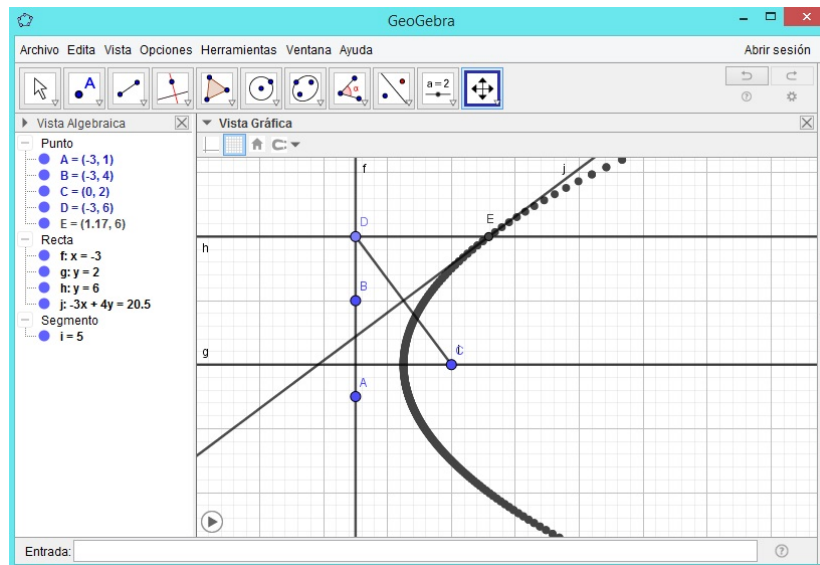 GeoGebra
Archivo Edita Vista Opciones Herramientas Ventana Ayuda
Abrir sesión
A
α
a=2
Vista Algebraica
Vista Gráfica
Punto
A = (-3, 1)
B = (-3, 4)
C = (0, 2)
D = (-3, 6)
E = (1.17, 6)
Recta
f: x = -3
g: y = 2
h: y = 6
j: -3x + 4y = 20.5
Segmento
i = 5
f
j
D
E
h
B
g
C
A
Entrada: